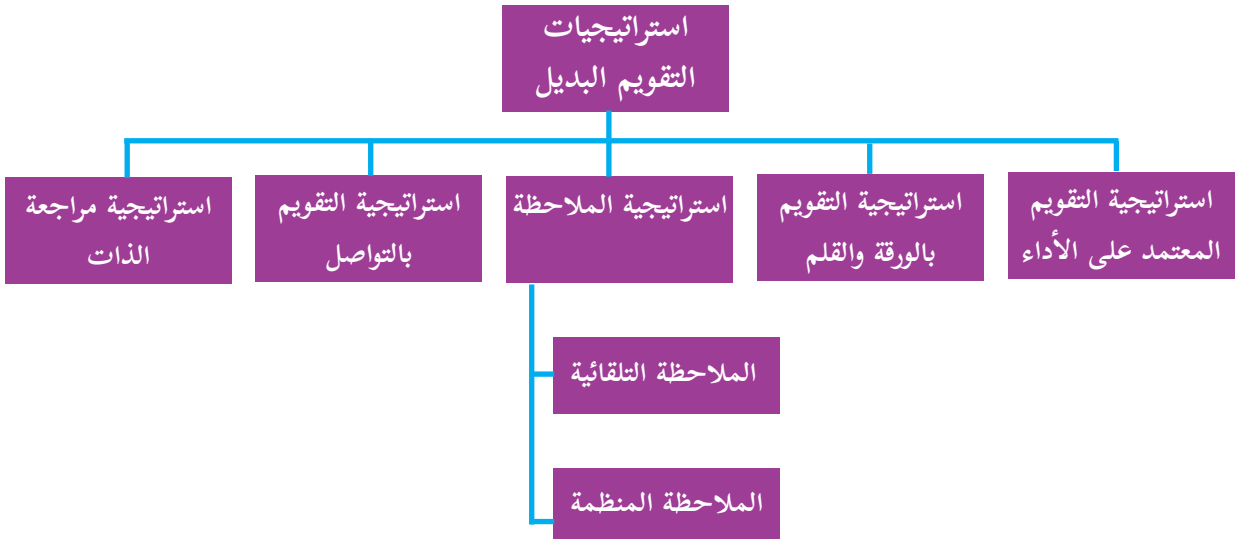 استراتيجيات
التقويم البديل
استراتيجية التقويم
المعتمد على الأداء
استراتيجية التقويم
بالورقة والقلم
استراتيجية الملاحظة
استراتيجية التقويم
بالتواصل
استراتيجية مراجعة
الذات
الملاحظة التلقائية
الملاحظة المنظمة